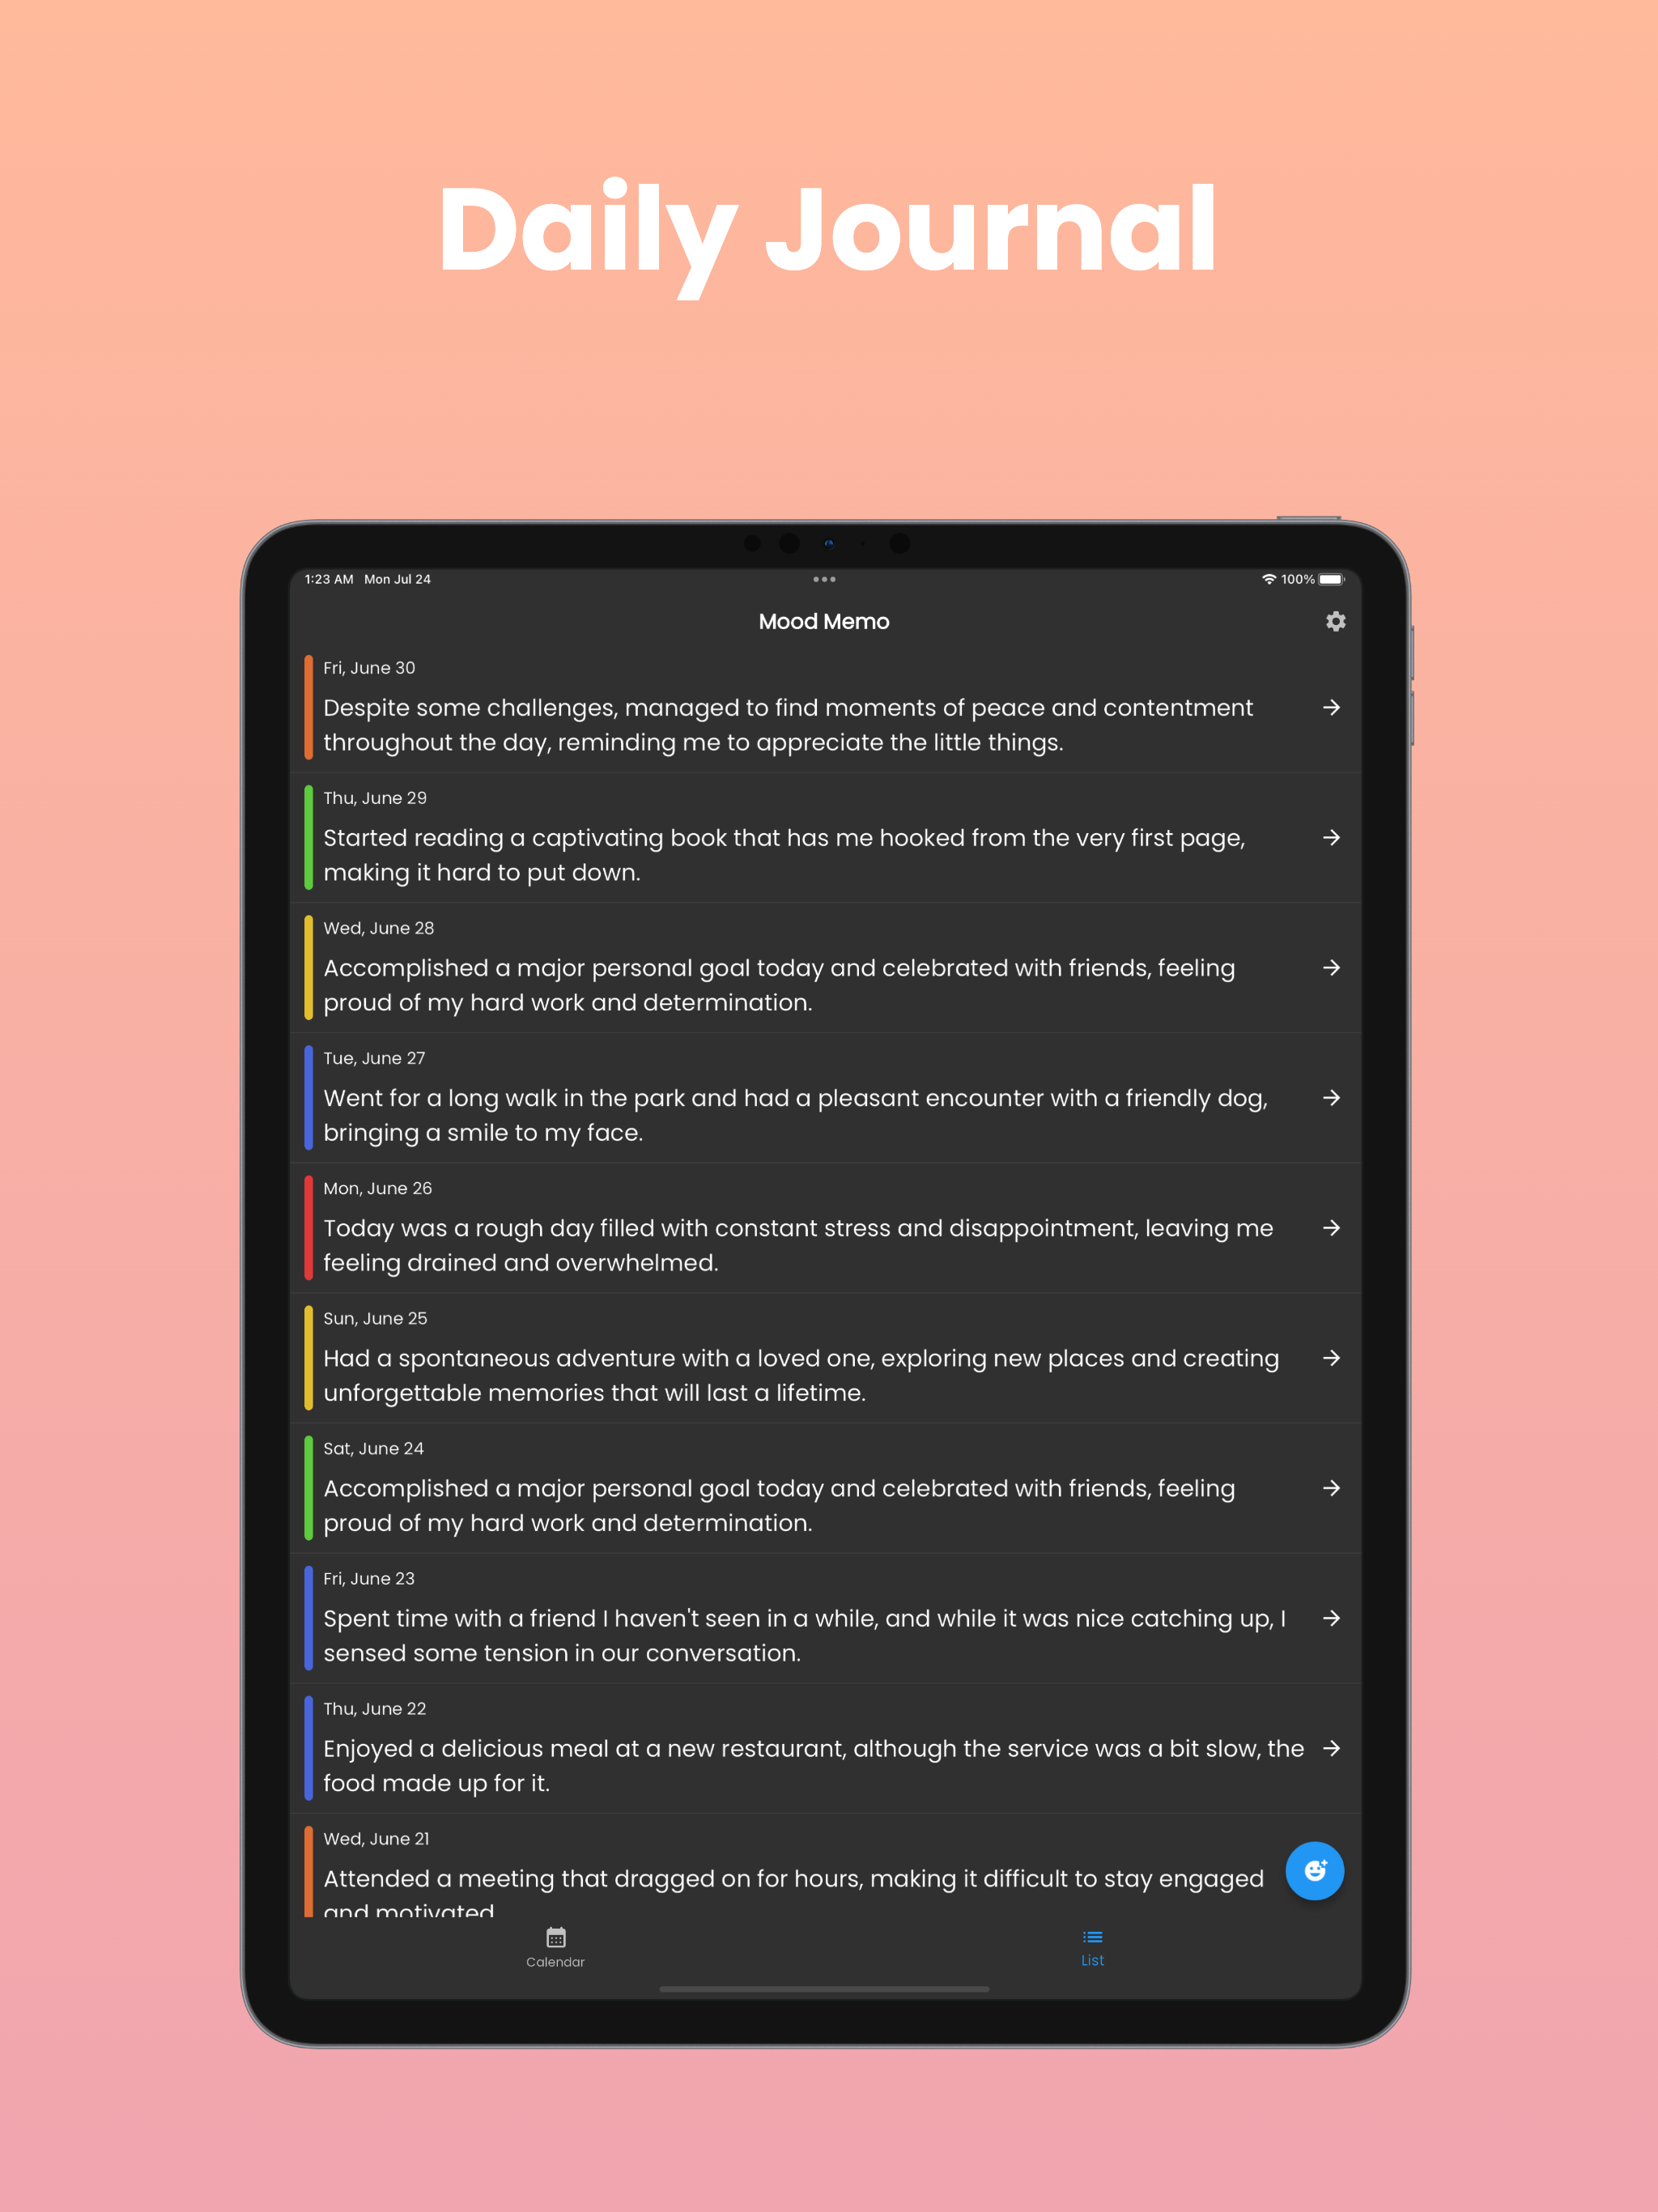 Daily Journal
1:23 AM Mon Jul 24
100%
Mood Memo
Fri, June 30
Despite some challenges, managed to find moments of peace and contentment
throughout the day, reminding me to appreciate the little things.
Thu, June 29
Started reading a captivating book that has me hooked from the very first page,
making it hard to put down.
Wed, June 28
Accomplished a major personal goal today and celebrated with friends, feeling
proud of my hard work and determination.
Tue, June 27
Went for a long walk in the park and had a pleasant encounter with a friendly dog,
bringing a smile to my face.
Mon, June 26
Today was a rough day filled with constant stress and disappointment, leaving me
feeling drained and overwhelmed.
Sun, June 25
Had a spontaneous adventure with a loved one, exploring new places and creating
unforgettable memories that will last a lifetime.
Sat, June 24
Accomplished a major personal goal today and celebrated with friends, feeling
proud of my hard work and determination.
Fri, June 23
Spent time with a friend I haven't seen in a while, and while it was nice catching up, I
sensed some tension in our conversation.
Thu, June 22
Enjoyed a delicious meal at a new restaurant, although the service was a bit slow, the
food made up for it.
Wed, June 21
Attended a meeting that dragged on for hours, making it difficult to stay engaged
and motivated
Calendar
List